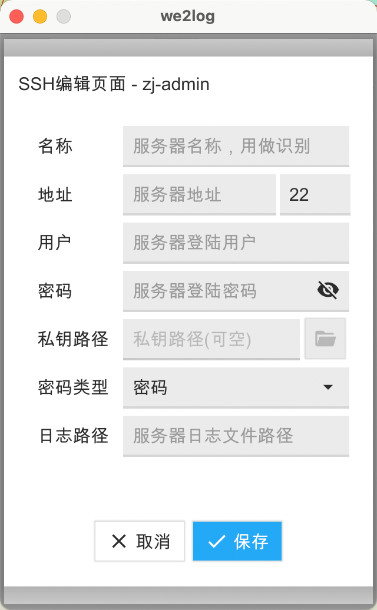 we2log
SSH编辑页面 - zj-admin
名称 服务器名称，用做识别
地址 服务器地址 22
用户 服务器登陆用户
密码 服务器登陆密码
私钥路径 私钥路径(可空)
密码类型 密码
日志路径 服务器日志文件路径
取消 保存